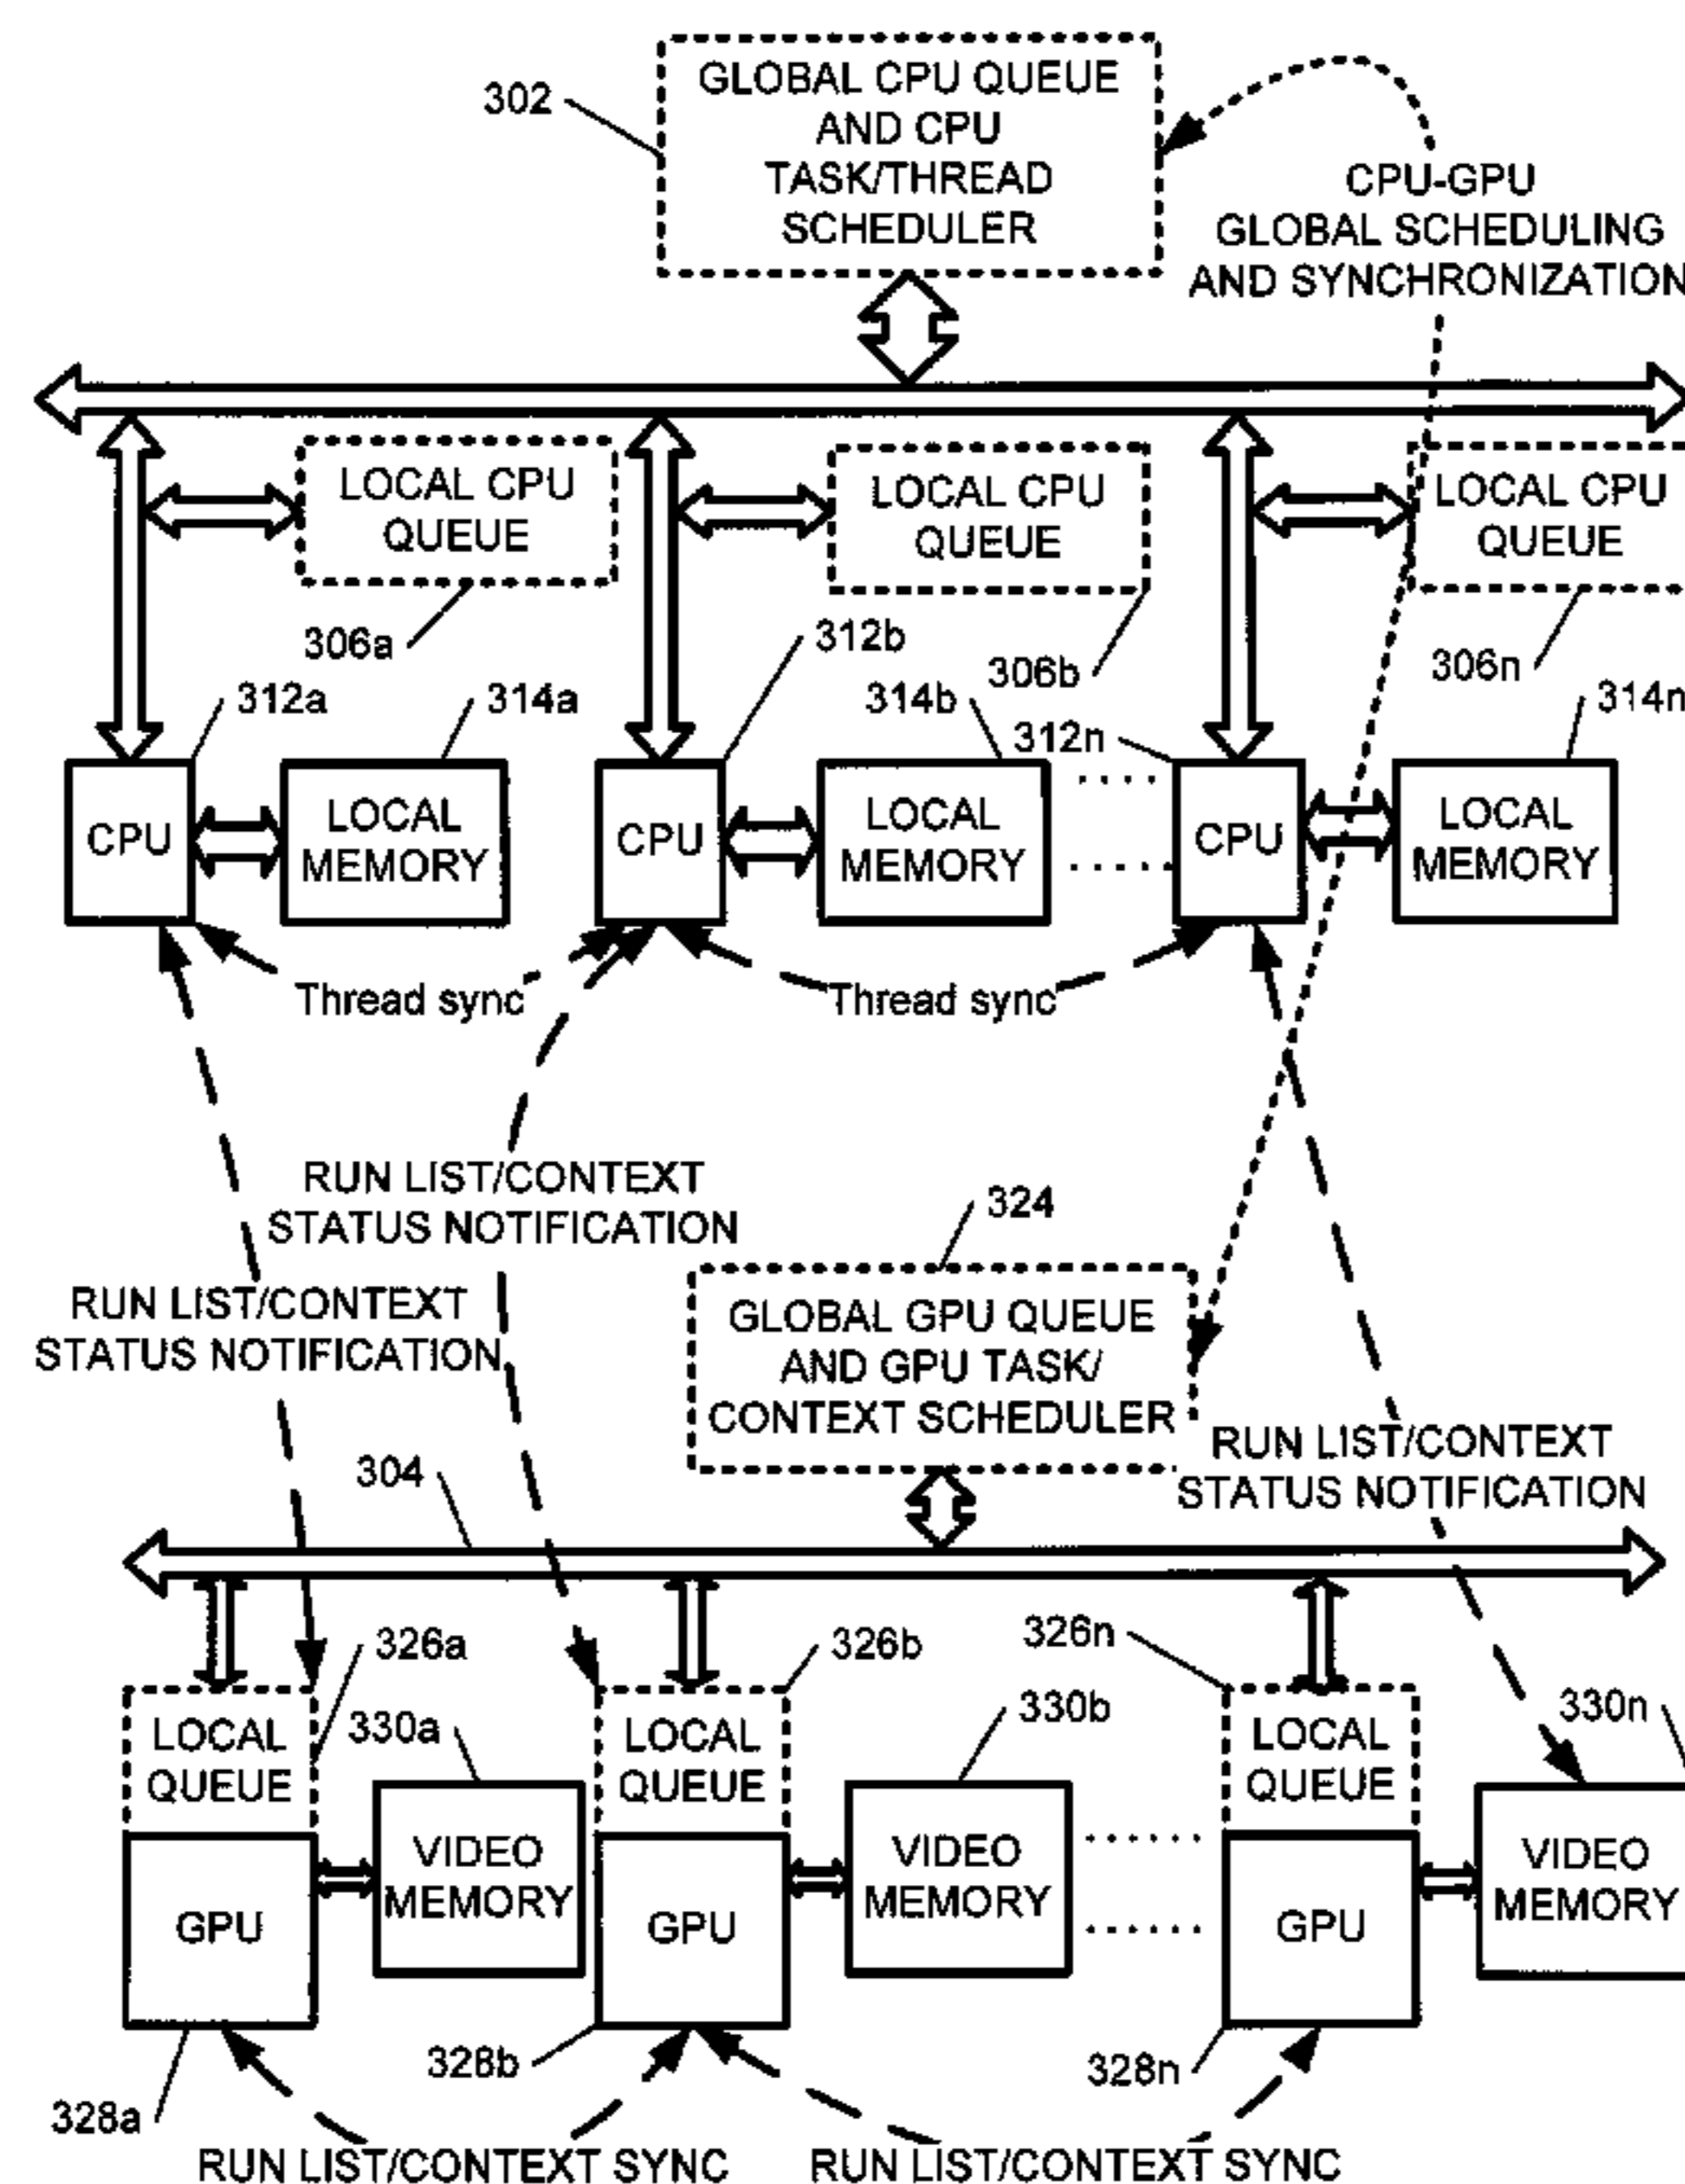 GLOBAL CPU QUEUE
AND CPU
TASK/THREAD
SCHEDULER
302
CPU-GPU
GLOBAL SCHEDULING
AND SYNCHRONIZATION
LOCAL CPU
QUEUE
LOCAL CPU
QUEUE
LOCAL CPU
QUEUE
306a
312b
306b
306n
312a
314a
314b
312n
314n
CPU
LOCAL
MEMORY
CPU
LOCAL
MEMORY
CPU
LOCAL
MEMORY
Thread sync
Thread sync
RUN LIST/CONTEXT
STATUS NOTIFICATION
324
RUN LIST/CONTEXT
STATUS NOTIFICATION
GLOBAL GPU QUEUE
AND GPU TASK/
CONTEXT SCHEDULER
RUN LIST/CONTEXT
STATUS NOTIFICATION
304
326a
326b
326n
LOCAL
QUEUE
330a
LOCAL
QUEUE
330b
LOCAL
QUEUE
330n
GPU
VIDEO
MEMORY
GPU
VIDEO
MEMORY
GPU
VIDEO
MEMORY
328a
328b
328n
RUN LIST/CONTEXT SYNC
RUN LIST/CONTEXT SYNC